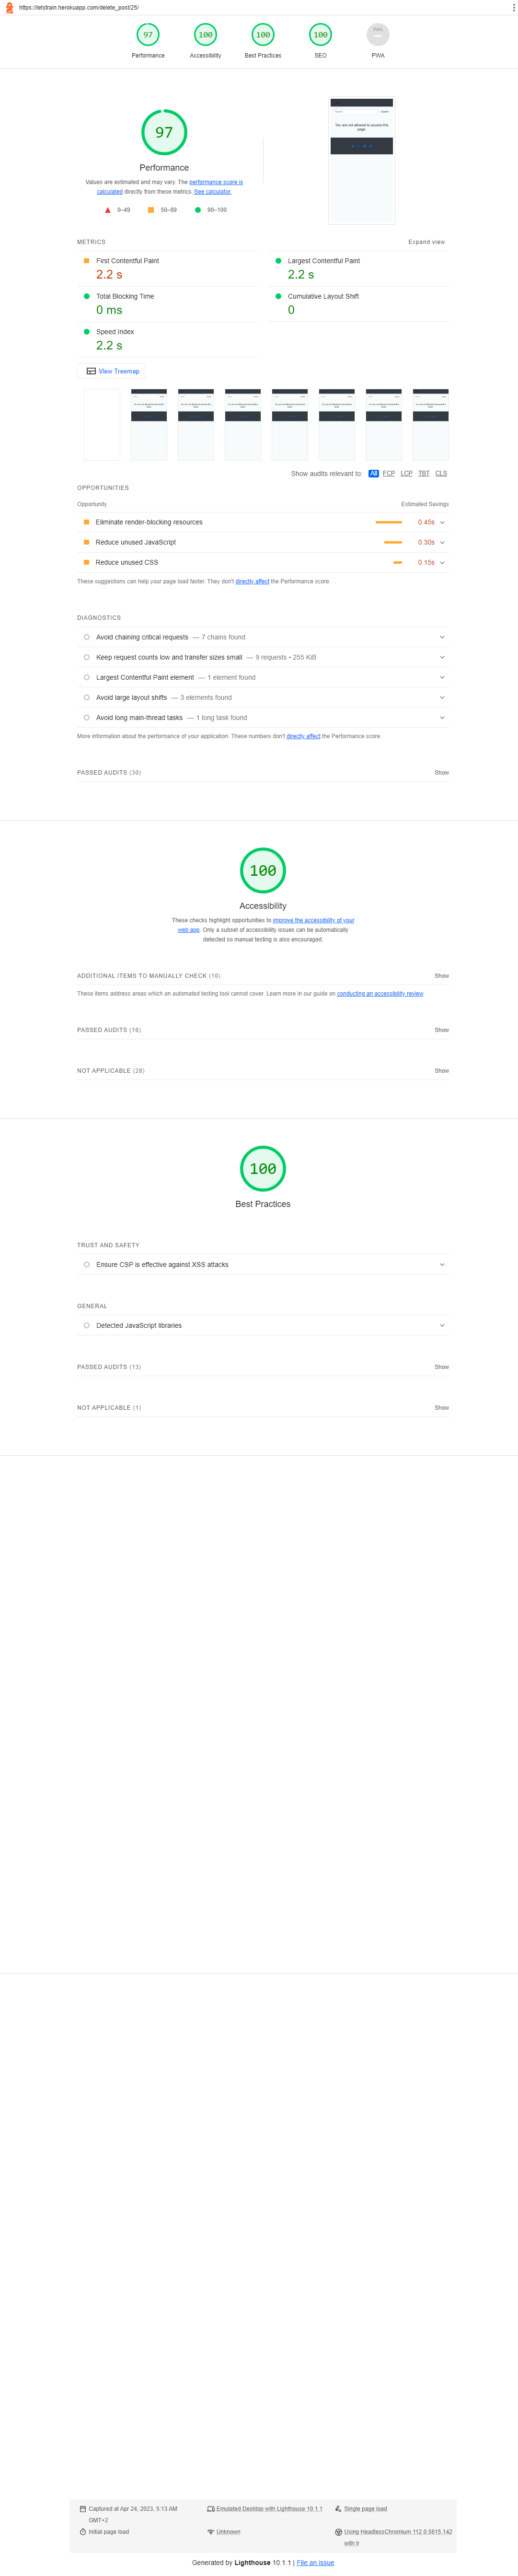 https://letstrain.herokuapp.com/delete_post/25/
97
100
100
100
PWA
Performance
Accessibility
Best Practices
SEO
PWA
97
Performance
Values are estimated and may vary. The performance score is
calculated directly from these metrics. See calculator.
0–49
50–89
90–100
You are not allowed to access this
page.
METRICS
Expand view
First Contentful Paint
2.2 s
Largest Contentful Paint
2.2 s
Total Blocking Time
0 ms
Cumulative Layout Shift
0
Speed Index
2.2 s
View Treemap
Show audits relevant to: All FCP LCP TBT CLS
OPPORTUNITIES
Opportunity
Estimated Savings
Eliminate render-blocking resources
0.45s
Reduce unused JavaScript
0.30s
Reduce unused CSS
0.15s
These suggestions can help your page load faster. They don't directly affect the Performance score.
DIAGNOSTICS
Avoid chaining critical requests — 7 chains found
Keep request counts low and transfer sizes small — 9 requests • 255 KiB
Largest Contentful Paint element — 1 element found
Avoid large layout shifts — 3 elements found
Avoid long main-thread tasks — 1 long task found
More information about the performance of your application. These numbers don't directly affect the Performance score.
PASSED AUDITS (30)
Show
100
Accessibility
These checks highlight opportunities to improve the accessibility of your
web app. Only a subset of accessibility issues can be automatically
detected so manual testing is also encouraged.
ADDITIONAL ITEMS TO MANUALLY CHECK (10)
Show
These items address areas which an automated testing tool cannot cover. Learn more in our guide on conducting an accessibility review.
PASSED AUDITS (16)
Show
NOT APPLICABLE (28)
Show
100
Best Practices
TRUST AND SAFETY
Ensure CSP is effective against XSS attacks
GENERAL
Detected JavaScript libraries
PASSED AUDITS (13)
Show
NOT APPLICABLE (1)
Show
Captured at Apr 24, 2023, 5:13 AM
GMT+2
Emulated Desktop with Lighthouse 10.1.1
Single page load
Initial page load
Unknown
Using HeadlessChromium 112.0.5615.142
with lr
Generated by Lighthouse 10.1.1 | File an issue